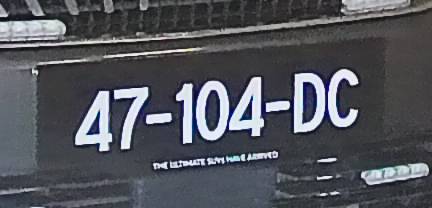 47-104-DC
THE ULTIMATE SUVS HAVE ARRIVED